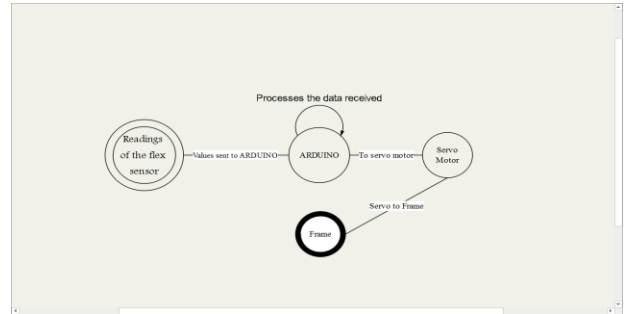 Processes the data received
Readings
of the flex
sensor
Values sent to ARDUINO
ARDUINO
To servo motor
Servo
Motor
Servo to Frame
Frame